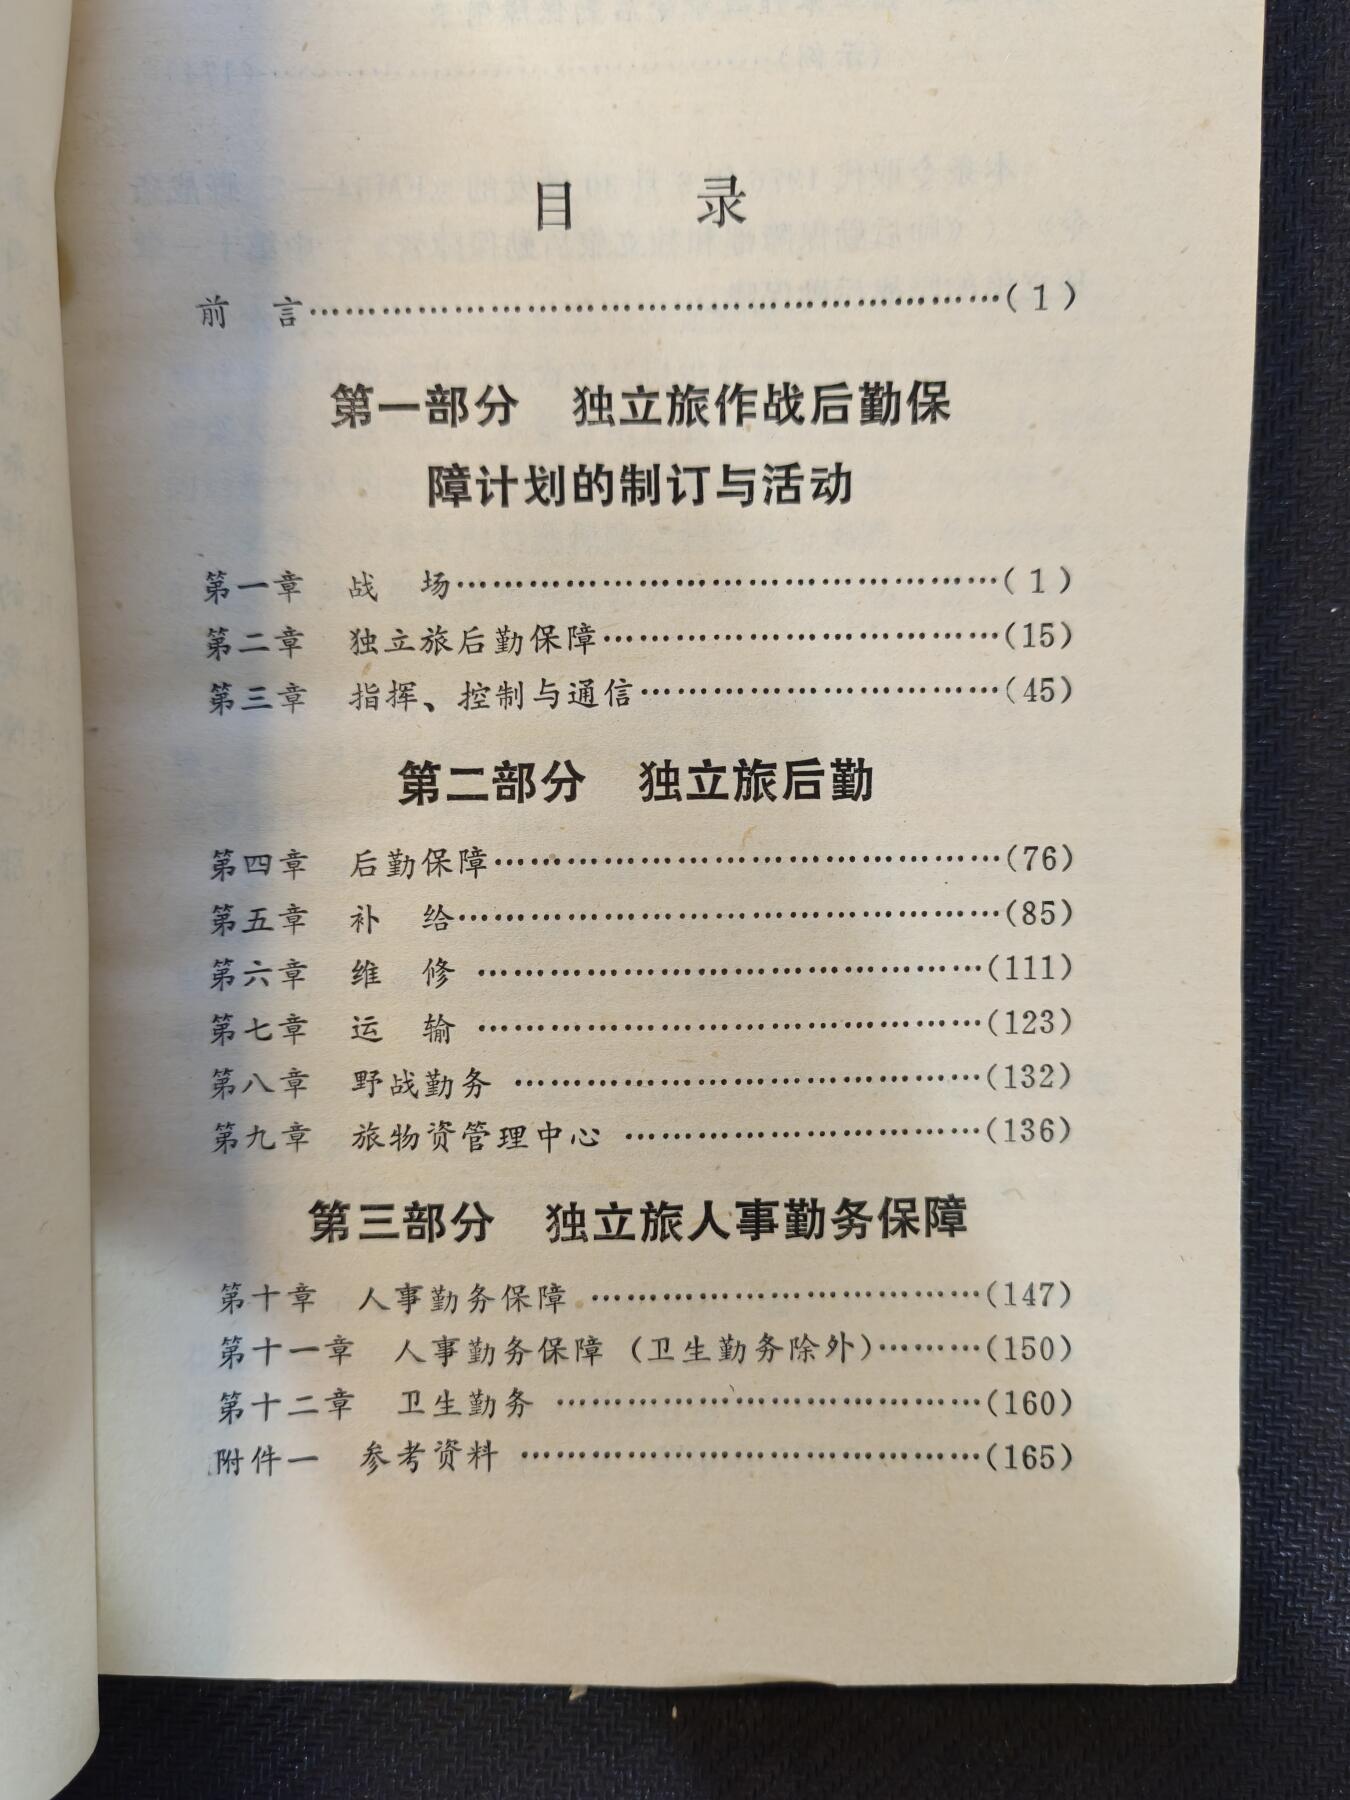 目　录
前　言………………………………………………………( 1 )
第一部分　独立旅作战后勤保
障计划的制订与活动
第一章　战　场…………………………………………( 1 )
第二章　独立旅后勤保障………………………………(15)
第三章　指挥、控制与通信……………………………(45)
第二部分　独立旅后勤
第四章　后勤保障………………………………………(76)
第五章　补　给…………………………………………(85)
第六章　维　修 ………………………………………(111)
第七章　运　输 ………………………………………(123)
第八章　野战勤务 ……………………………………(132)
第九章　旅物资管理中心 ……………………………(136)
第三部分　独立旅人事勤务保障
第十章　人事勤务保障 ………………………………(147)
第十一章　人事勤务保障（卫生勤务除外）………(150)
第十二章　卫生勤务 …………………………………(160)
附件一　参考资料 ……………………………………(165)